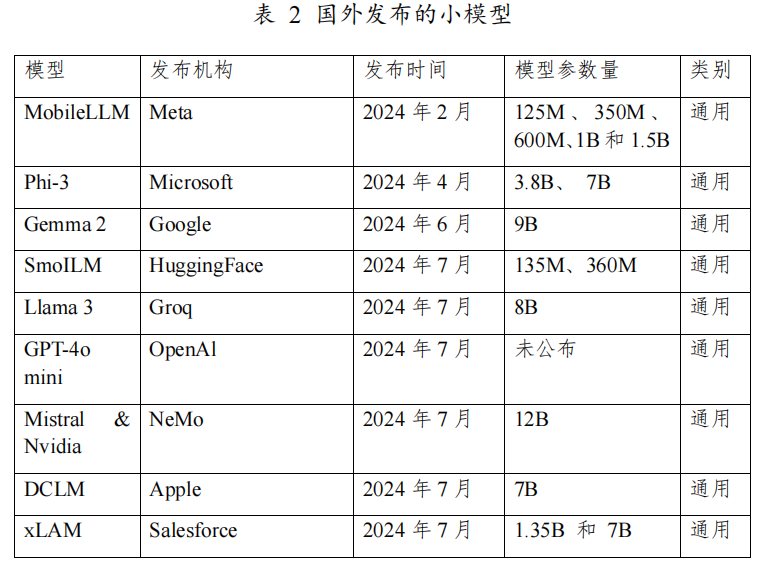 表 2 国外发布的小模型
模型 发布机构 发布时间 模型参数量 类别
MobileLLM Meta 2024 年 2 月 125M、350M、 通用
600M、1B 和 1.5B
Phi-3 Microsoft 2024 年 4 月 3.8B、 7B 通用
Gemma 2 Google 2024 年 6 月 9B 通用
SmoILM HuggingFace 2024 年 7 月 135M、360M 通用
Llama 3 Groq 2024 年 7 月 8B 通用
GPT-4o OpenAl 2024 年 7 月 未公布 通用
mini
Mistral & NeMo 2024 年 7 月 12B 通用
Nvidia
DCLM Apple 2024 年 7 月 7B 通用
xLAM Salesforce 2024 年 7 月 1.35B 和 7B 通用